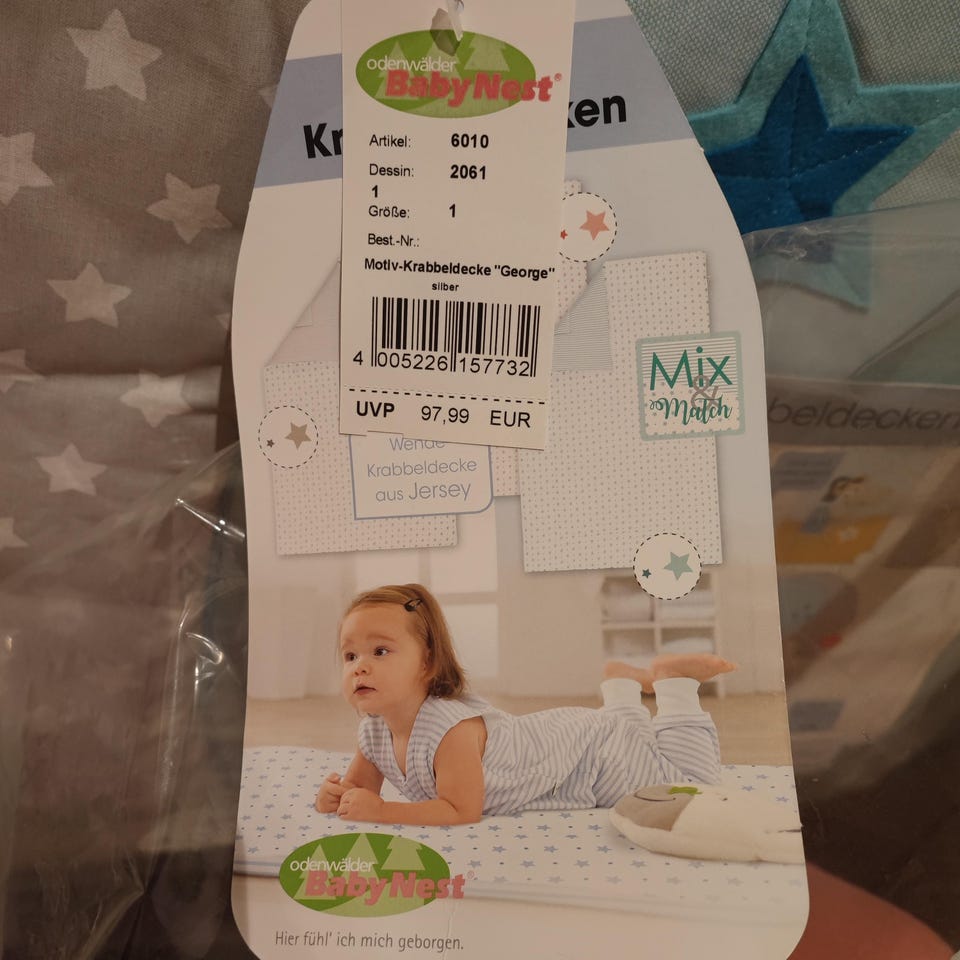 odenwälder
BabyNest®
Kr ken
Artikel: 6010
Dessin: 2061
1
Größe: 1
Best.-Nr.:
Motiv-Krabbeldecke "George"
silber
4 005226 157732
UVP 97,99 EUR
Mix
&
Match
beldecken
Wende
Krabbeldecke
aus Jersey
odenwälder
BabyNest®
Hier fühl' ich mich geborgen.